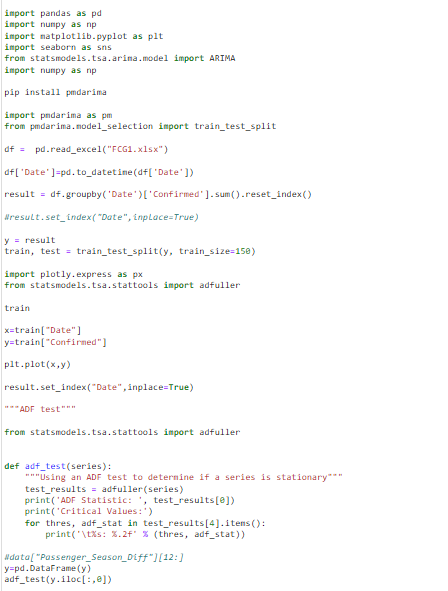 import pandas as pd
import numpy as np
import matplotlib.pyplot as plt
import seaborn as sns
from statsmodels.tsa.arima.model import ARIMA
import numpy as np
pip install pmdarima
import pmdarima as pm
from pmdarima.model_selection import train_test_split
df =  pd.read_excel("FCG1.xlsx")
df['Date']=pd.to_datetime(df['Date'])
result = df.groupby('Date')['Confirmed'].sum().reset_index()
#result.set_index("Date",inplace=True)
y = result
train, test = train_test_split(y, train_size=150)
import plotly.express as px
from statsmodels.tsa.stattools import adfuller
train
x=train["Date"]
y=train["Confirmed"]
plt.plot(x,y)
result.set_index("Date",inplace=True)
"""ADF test"""
from statsmodels.tsa.stattools import adfuller
def adf_test(series):
    """Using an ADF test to determine if a series is stationary"""
    test_results = adfuller(series)
    print('ADF Statistic: ', test_results[0])
    print('Critical Values:')
    for thres, adf_stat in test_results[4].items():
        print('\t%s: %.2f' % (thres, adf_stat))
#data["Passenger_Season_Diff"][12:]
y=pd.DataFrame(y)
adf_test(y.iloc[:,0])